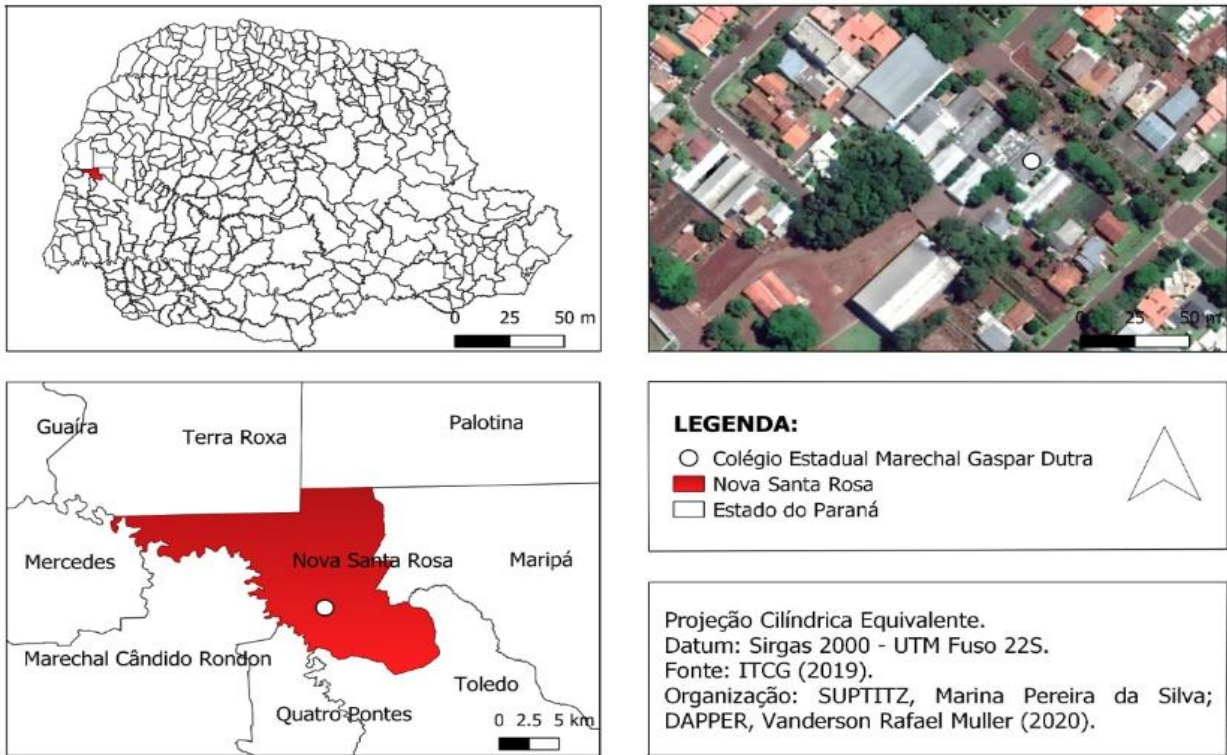 0 25 50 m
0 25 50 m
Guaíra
Terra Roxa
Palotina
Mercedes
Nova Santa Rosa
Maripá
Marechal Cândido Rondon
Toledo
Quatro Pontes
0 2.5 5 km
LEGENDA:
Colégio Estadual Marechal Gaspar Dutra
Nova Santa Rosa
Estado do Paraná
Projeção Cilíndrica Equivalente.
Datum: Sirgas 2000 - UTM Fuso 22S.
Fonte: ITCG (2019).
Organização: SUPTITZ, Marina Pereira da Silva;
DAPPER, Vanderson Rafael Muller (2020).